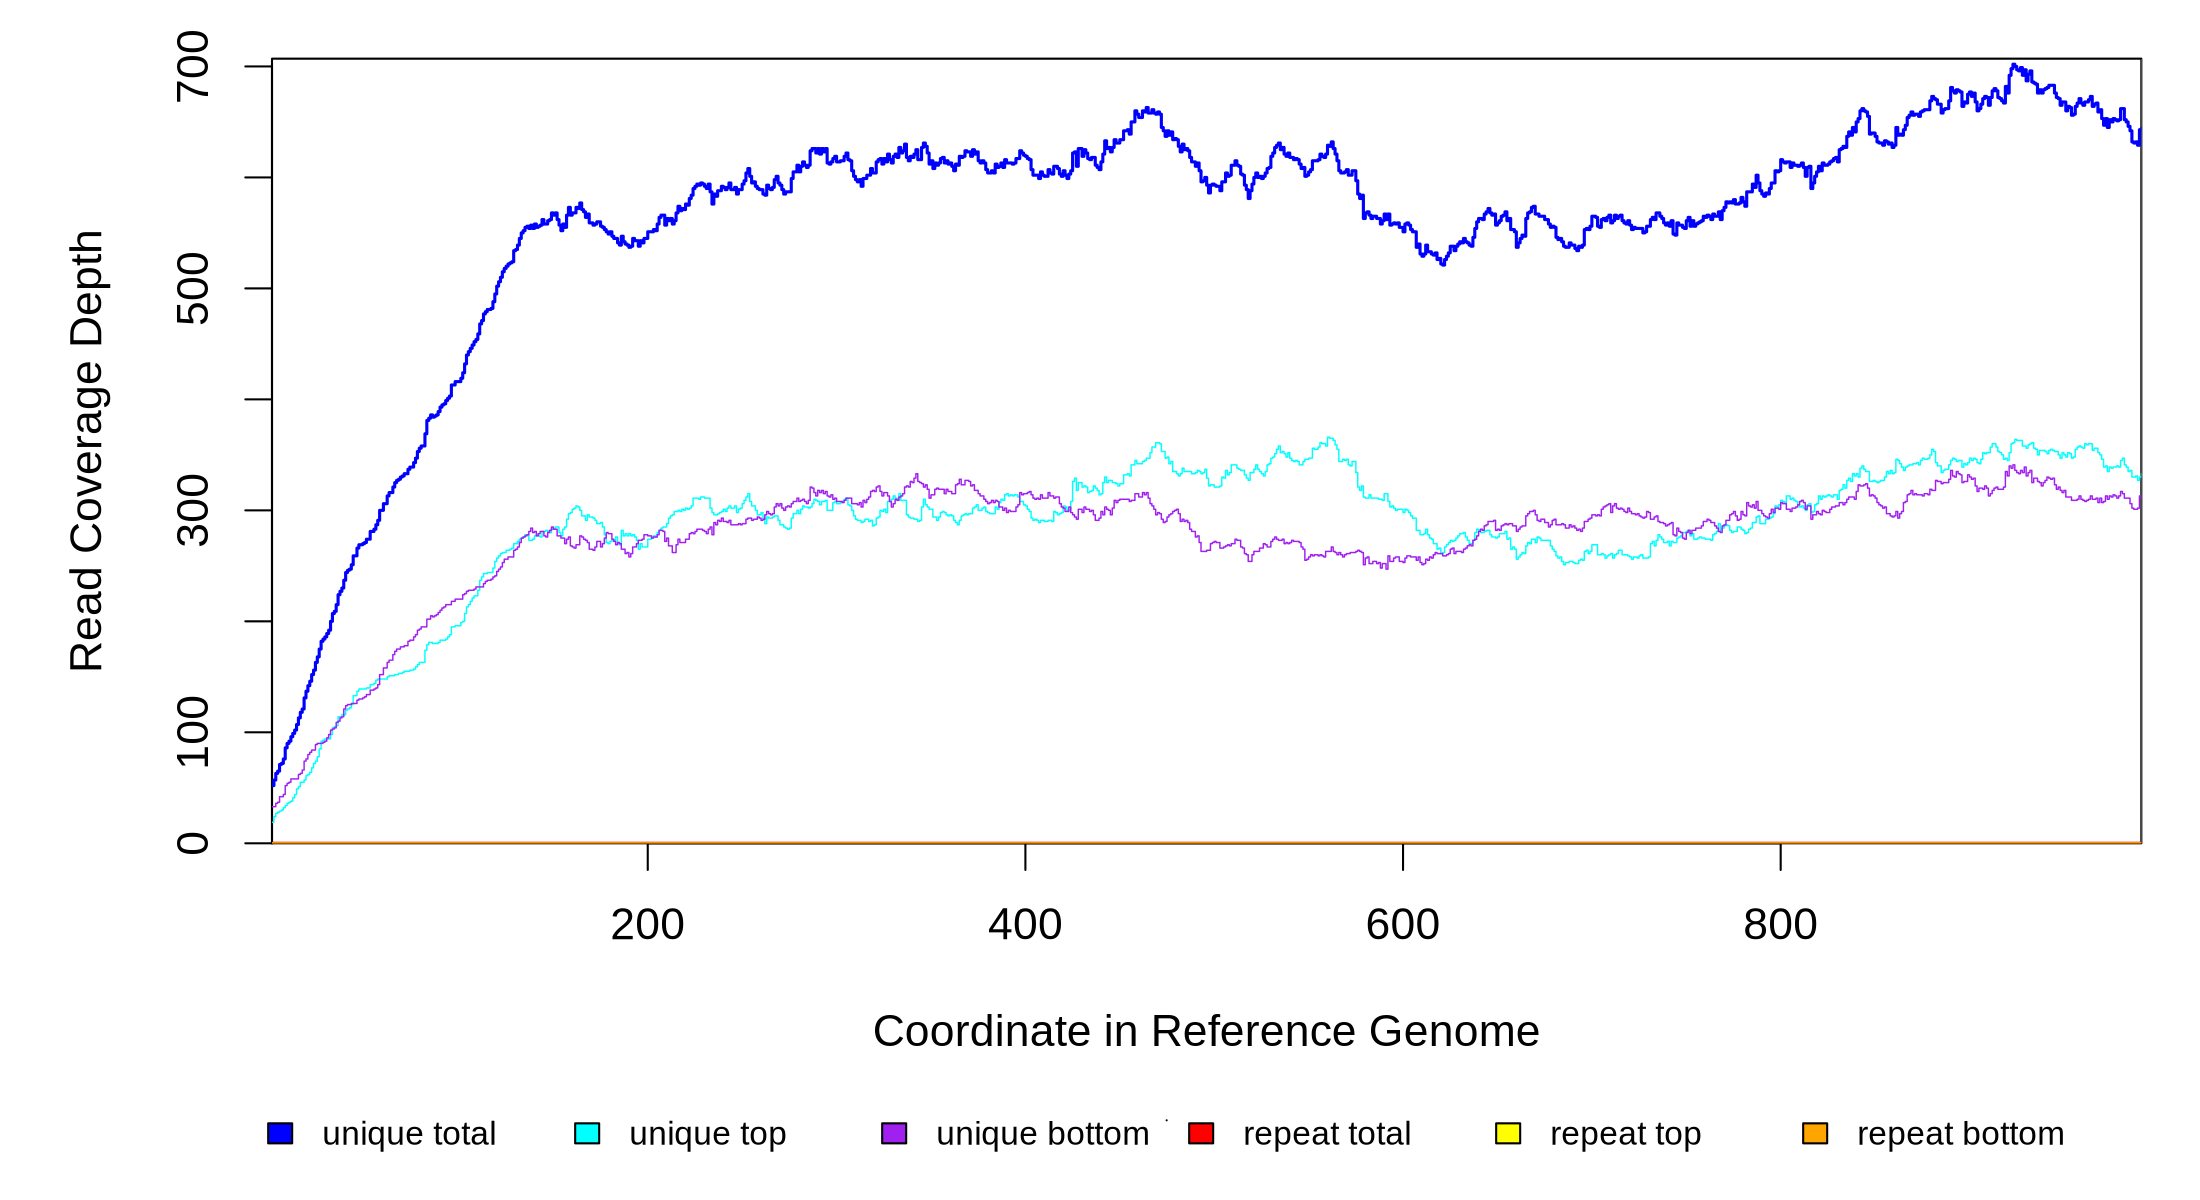 700
500
300
100
0
Read Coverage Depth
200 400 600 800
Coordinate in Reference Genome
unique total unique top unique bottom repeat total repeat top repeat bottom